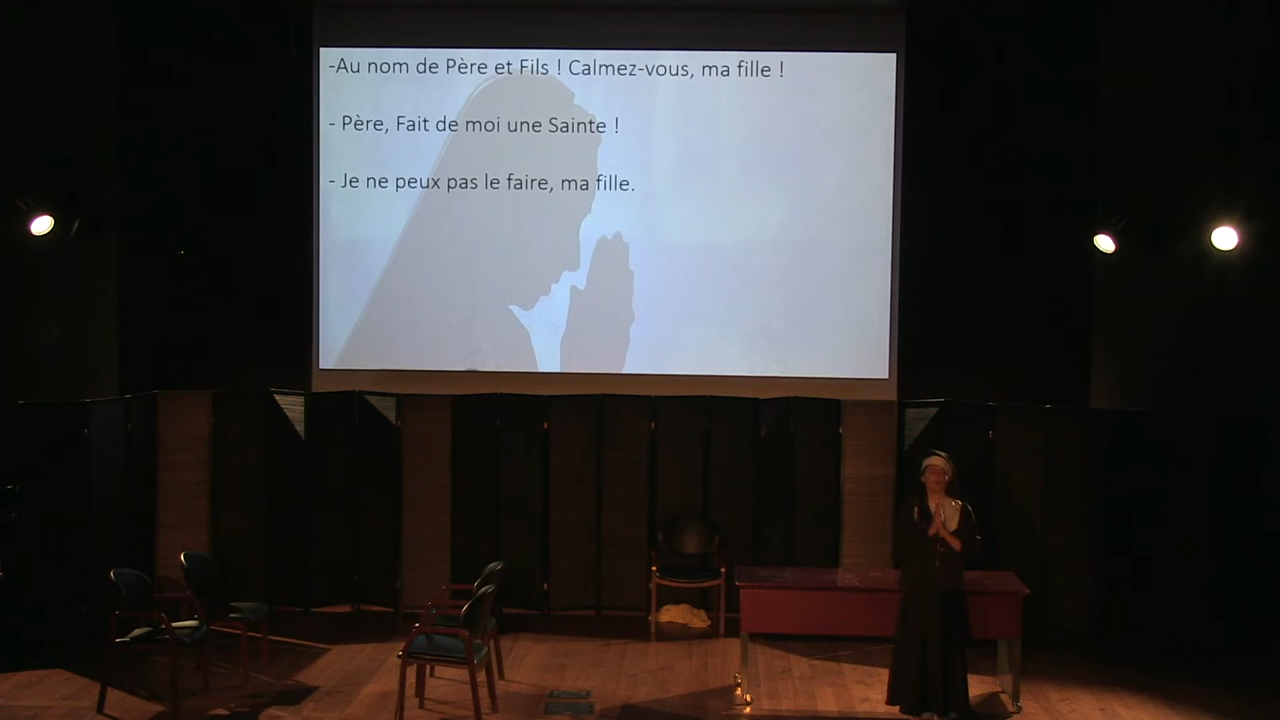 -Au nom de Père et Fils ! Calmez-vous, ma fille !
- Père, Fait de moi une Sainte !
- Je ne peux pas le faire, ma fille.